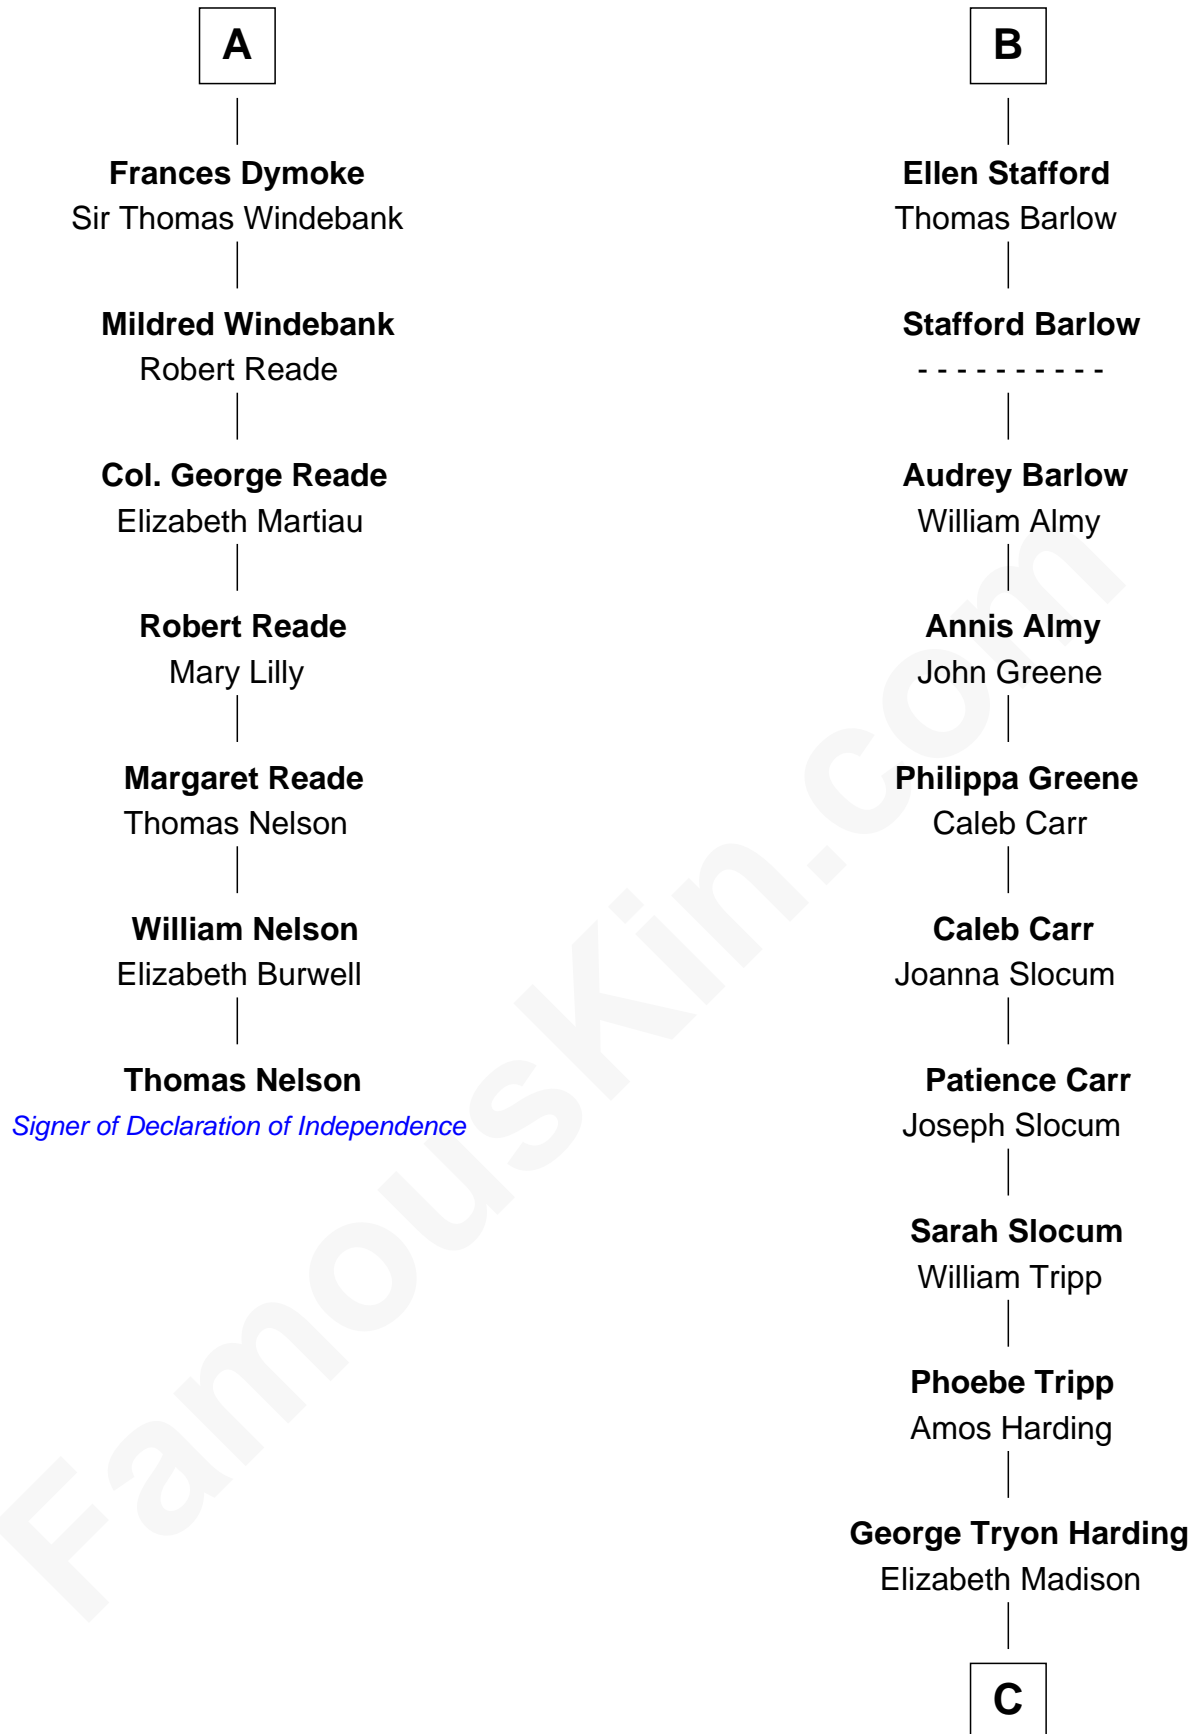 A
Frances Dymoke
Sir Thomas Windebank
Mildred Windebank
Robert Reade
Col. George Reade
Elizabeth Martiau
Robert Reade
Mary Lilly
Margaret Reade
Thomas Nelson
William Nelson
Elizabeth Burwell
Thomas Nelson
Signer of Declaration of Independence
B
Ellen Stafford
Thomas Barlow
Stafford Barlow
- - - - - - - - - -
Audrey Barlow
William Almy
Annis Almy
John Greene
Philippa Greene
Caleb Carr
Caleb Carr
Joanna Slocum
Patience Carr
Joseph Slocum
Sarah Slocum
William Tripp
Phoebe Tripp
Amos Harding
George Tryon Harding
Elizabeth Madison
C
FamousKin.com